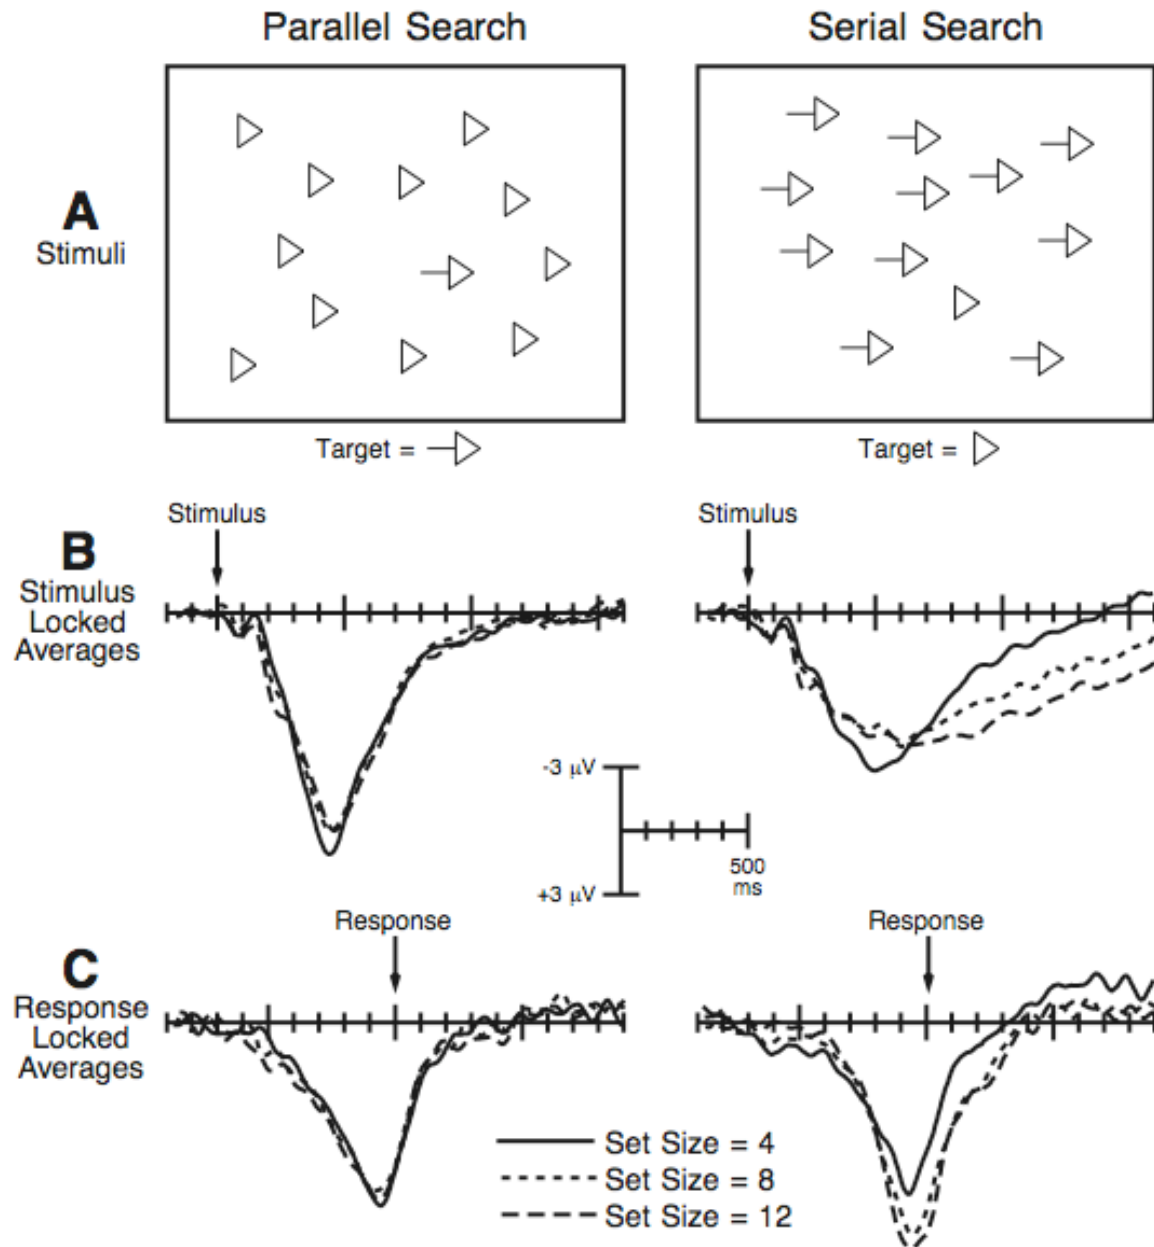 Parallel Search
Serial Search
A
Stimuli
Target =
Target =
B
Stimulus
Locked
Averages
Stimulus
Stimulus
-3 µV
+3 µV
500
ms
C
Response
Locked
Averages
Response
Response
Set Size = 4
Set Size = 8
Set Size = 12